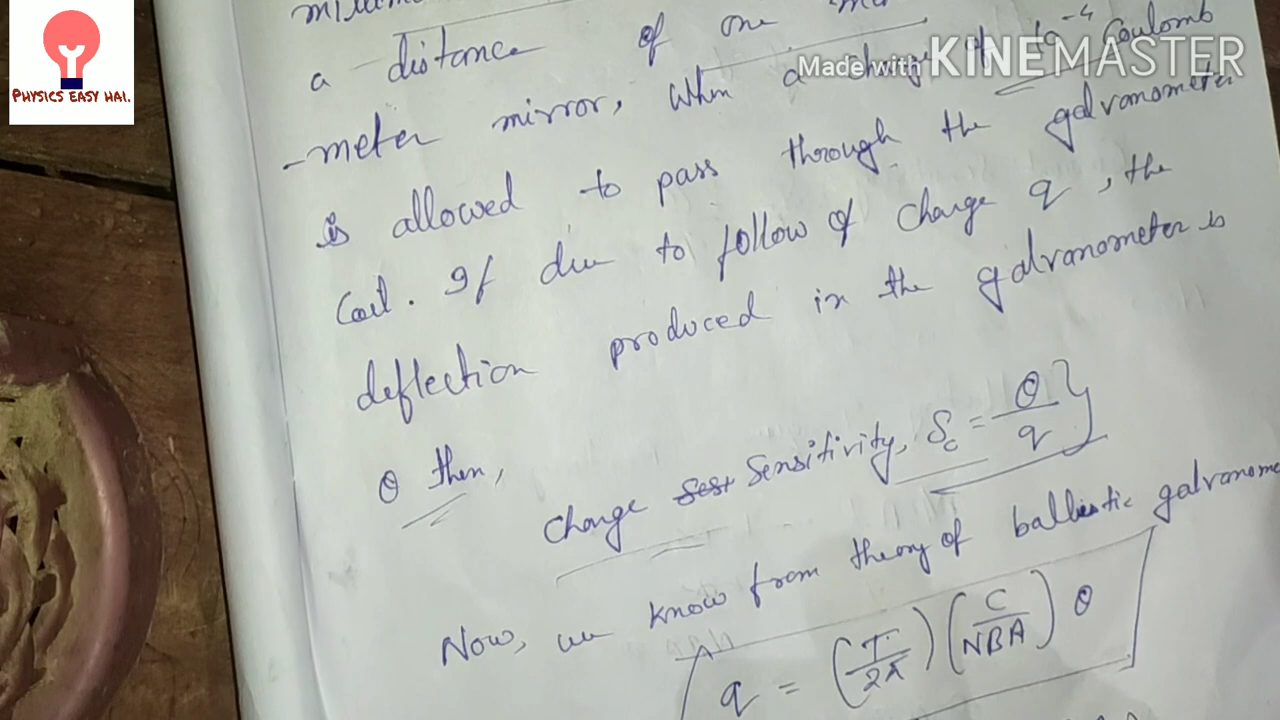 PHYSICS EASY HAI.
Made with KINEMASTER
a distance of one
-meter mirror, when a charge of 10⁻⁴ Coulomb
is allowed to pass through the galvanometer
Coil. If due to follow of charge q, the
deflection produced in the galvanometer is
θ then,
Charge Sensitivity, S_c = θ/q }
Now, we know from theory of ballistic galvanome
q = (T/2π) (C/NBA) θ